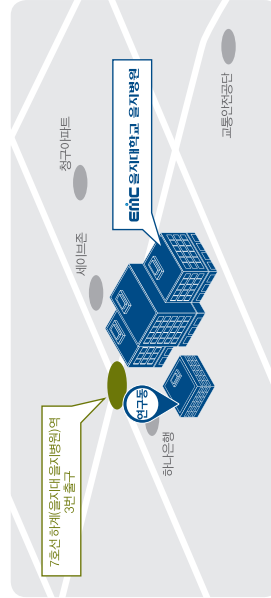 7호선 하계(을지대 을지병원)역
3번 출구
청구아파트
세이브존
EMC 을지대학교 을지병원
교통안전공단
연구동
하나은행